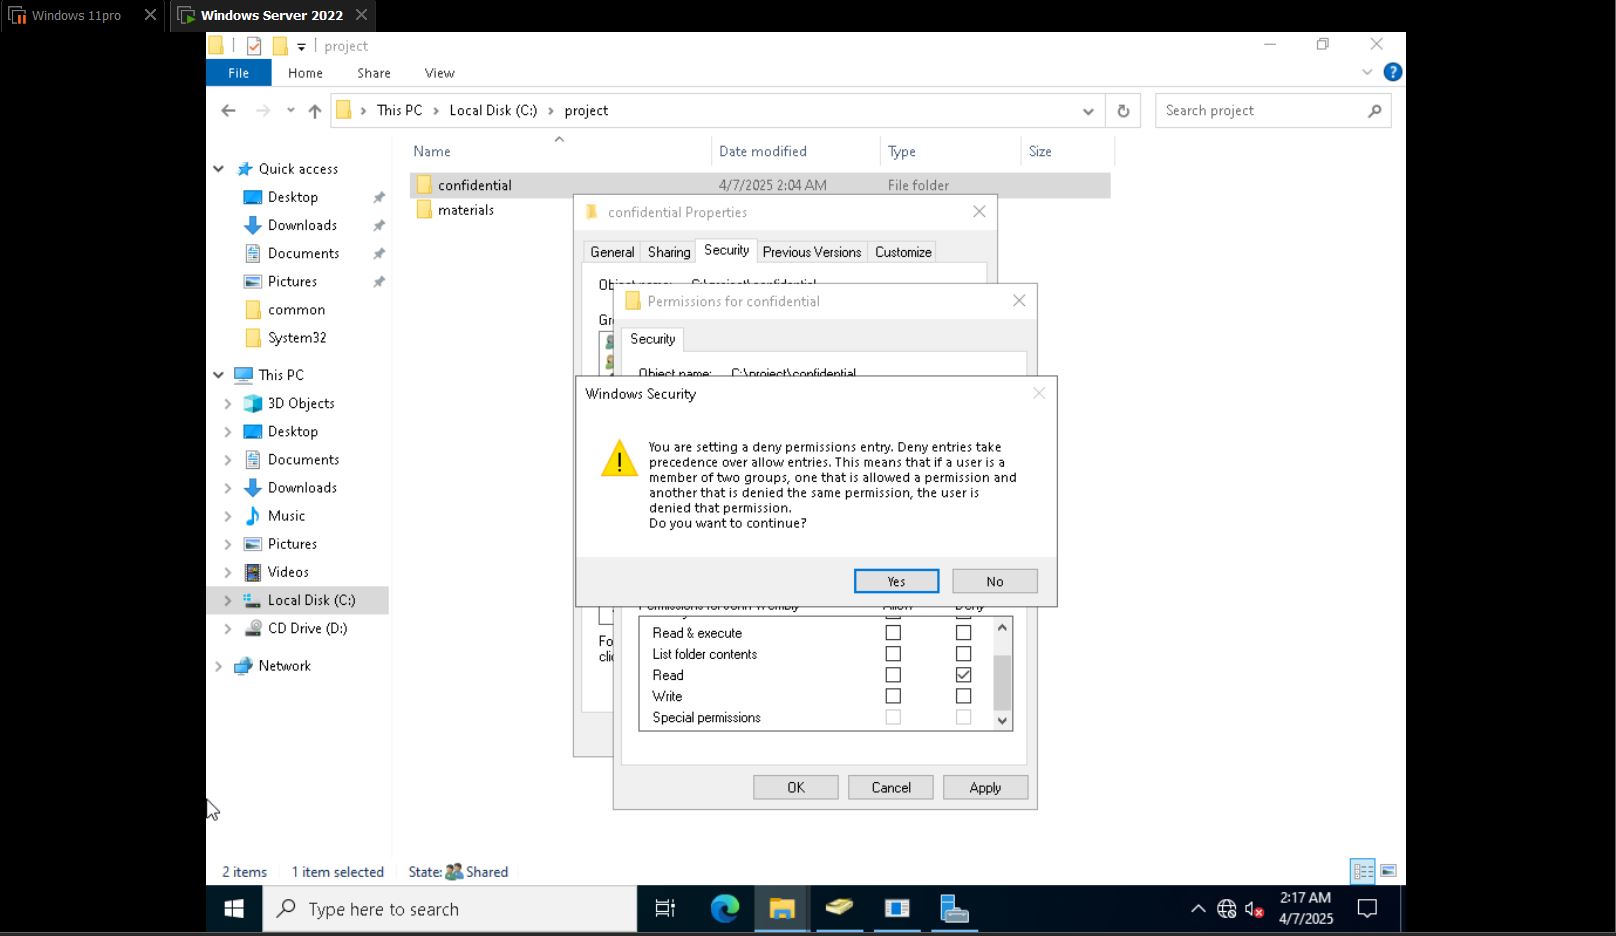 Windows 11pro
Windows Server 2022
project
File Home Share View
This PC Local Disk (C:) project
Search project
Name Date modified Type Size
Quick access
Desktop
Downloads
Documents
Pictures
common
System32
This PC
3D Objects
Desktop
Documents
Downloads
Music
Pictures
Videos
Local Disk (C:)
CD Drive (D:)
Network
confidential 4/7/2025 2:04 AM File folder
materials
confidential Properties
General Sharing Security Previous Versions Customize
Object name: C:\project\confidential
Permissions for confidential
Security
Object name: C:\project\confidential
Windows Security
You are setting a deny permissions entry. Deny entries take
precedence over allow entries. This means that if a user is a
member of two groups, one that is allowed a permission and
another that is denied the same permission, the user is
denied that permission.
Do you want to continue?
Yes No
Allow Deny
Read & execute
List folder contents
Read
Write
Special permissions
OK Cancel Apply
2 items 1 item selected State: Shared
Type here to search
2:17 AM
4/7/2025